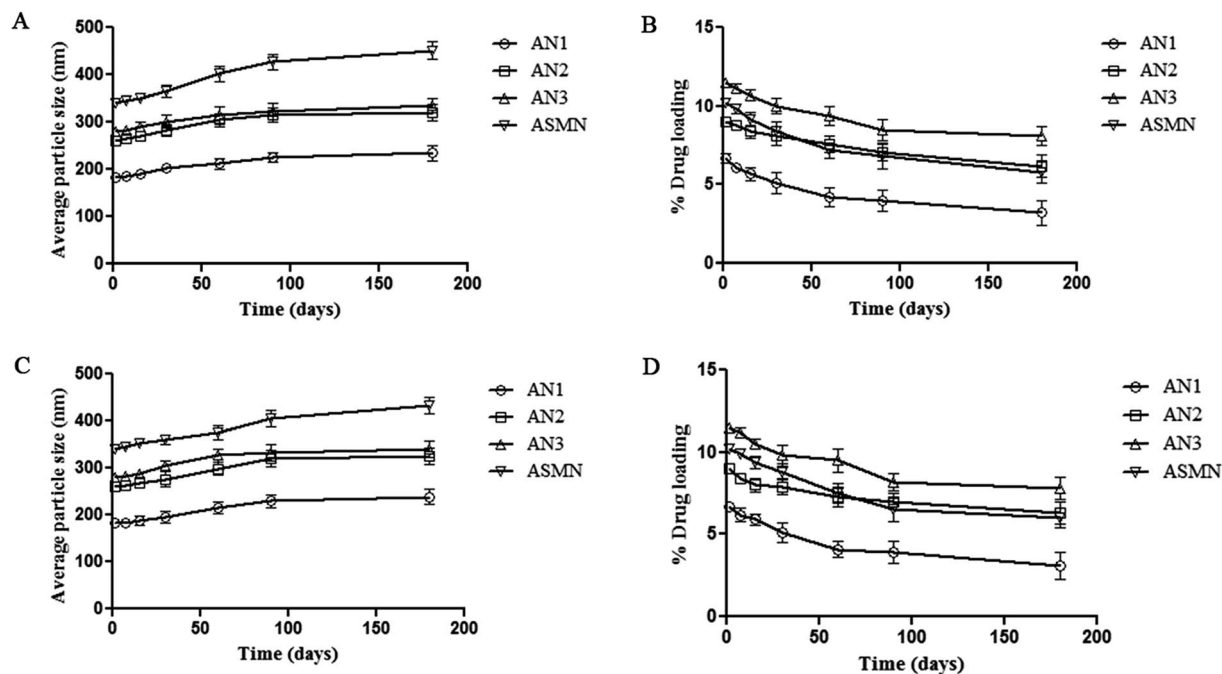 A
Average particle size (nm)
500
400
300
200
100
0
0 50 100 150 200
Time (days)
AN1
AN2
AN3
ASMN
B
% Drug loading
15
10
5
0
0 50 100 150 200
Time (days)
AN1
AN2
AN3
ASMN
C
Average particle size (nm)
500
400
300
200
100
0
0 50 100 150 200
Time (days)
AN1
AN2
AN3
ASMN
D
% Drug loading
15
10
5
0
0 50 100 150 200
Time (days)
AN1
AN2
AN3
ASMN